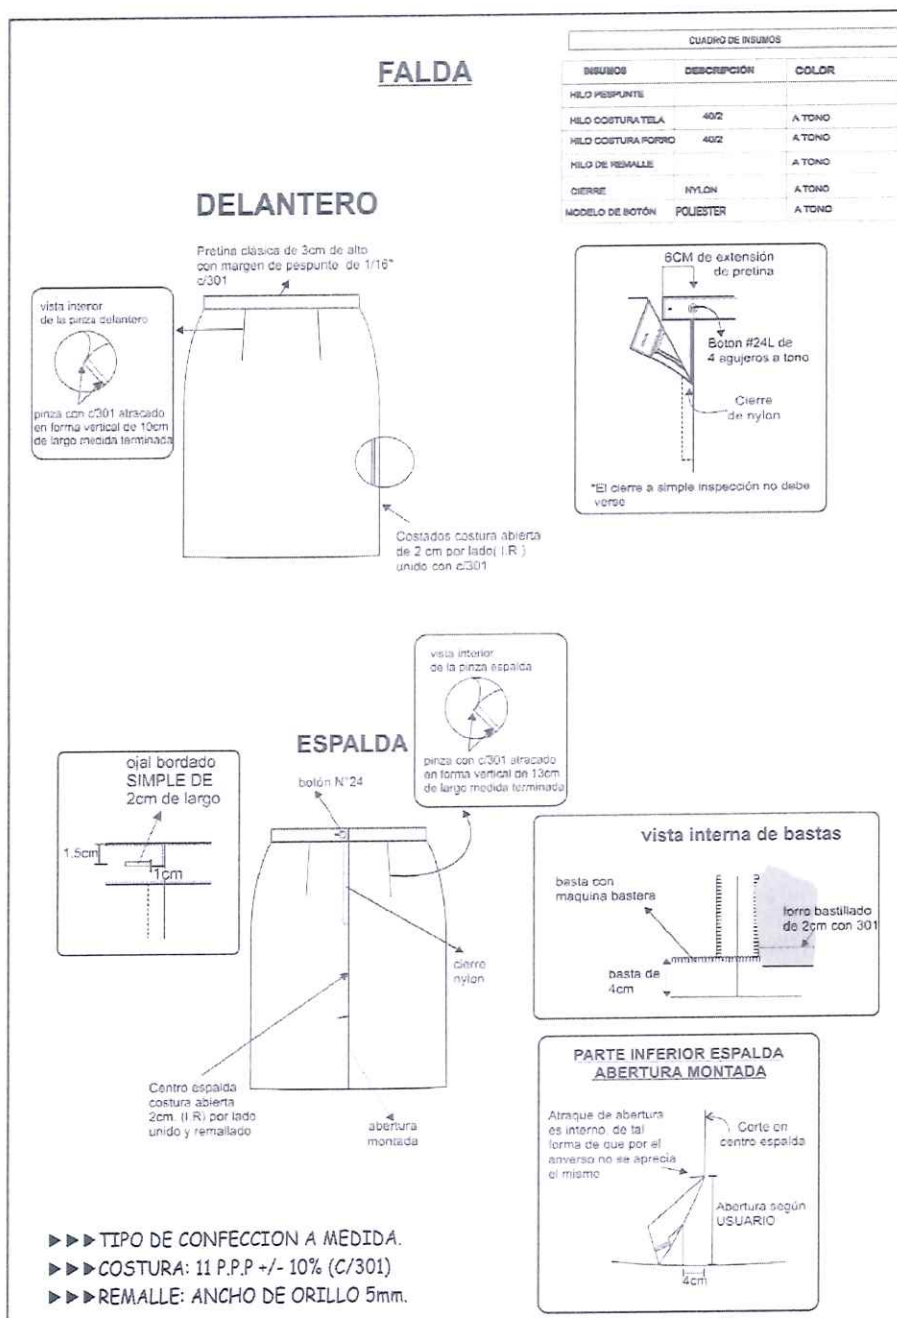 FALDA
CUADRO DE INSUMOS
INSUMOS DESCRIPCIÓN COLOR
HILO PESPUNTE
HILO COSTURA TELA 40/2 A TONO
HILO COSTURA FORRO 40/2 A TONO
HILO DE REMALLE A TONO
CIERRE NYLON A TONO
MODELO DE BOTÓN POLIESTER A TONO
DELANTERO
Pretina clásica de 3cm de alto
con margen de pespunte de 1/16"
c/301
vista interior
de la pinza delantero
pinza con c/301 atracado
en forma vertical de 10cm
de largo medida terminada
6CM de extensión
de pretina
Boton #24L de
4 agujeros a tono
Cierre
de nylon
*El cierre a simple inspección no debe
verse
Costados costura abierta
de 2 cm por lado( I.R.)
unido con c/301
vista interior
de la pinza espalda
pinza con c/301 atracado
en forma vertical de 13cm
de largo medida terminada
ESPALDA
botón N°24
ojal bordado
SIMPLE DE
2cm de largo
1.5cm
1cm
cierre
nylon
Centro espalda
costura abierta
2cm. (I.R) por lado
unido y remallado
abertura
montada
vista interna de bastas
basta con
maquina bastera
forro bastillado
de 2cm con 301
basta de
4cm
PARTE INFERIOR ESPALDA
ABERTURA MONTADA
Atraque de abertura
es interno, de tal
forma de que por el
anverso no se aprecia
el mismo
Corte en
centro espalda
Abertura según
USUARIO
4cm
►►►TIPO DE CONFECCION A MEDIDA.
►►►COSTURA: 11 P.P.P +/- 10% (C/301)
►►►REMALLE: ANCHO DE ORILLO 5mm.